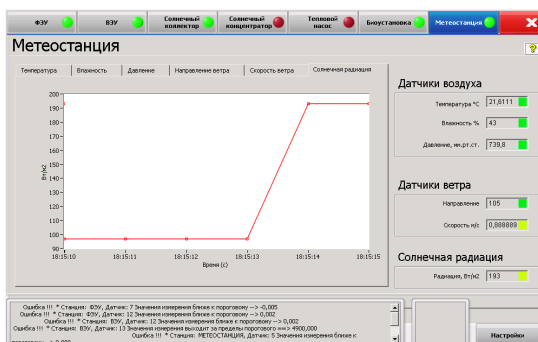 ФЭУ ВЭУ Солнечный коллектор Солнечный концентратор Тепловой насос Биоустановка Метеостанция
Метеостанция
Температура Влажность Давление Направление ветра Скорость ветра Солнечная радиация
200
190
180
170
160
150
140
130
120
110
100
90
Вт/м2
18:15:10 18:15:11 18:15:12 18:15:13 18:15:14 18:15:15
Время (с)
Датчики воздуха
Температура °C 21,6111
Влажность % 43
Давление, мм.рт.ст. 739,8
Датчики ветра
Направление 105
Скорость м/с 0,888889
Солнечная радиация
Радиация, Вт/м2 193
Ошибка !!! * Станция: ФЭУ, Датчик: 7 Значения измерения ближе к пороговому --> -0,005
Ошибка !!! * Станция: ФЭУ, Датчик: 12 Значения измерения ближе к пороговому --> 0,002
Ошибка !!! * Станция: ВЭУ, Датчик: 12 Значения измерения ближе к пороговому --> 0,002
Ошибка !!! * Станция: ВЭУ, Датчик: 13 Значения измерения выходит за пределы порогового ==> 4900,000
Ошибка !!! * Станция: МЕТЕОСТАНЦИЯ, Датчик: 5 Значения измерения ближе к
Настройки